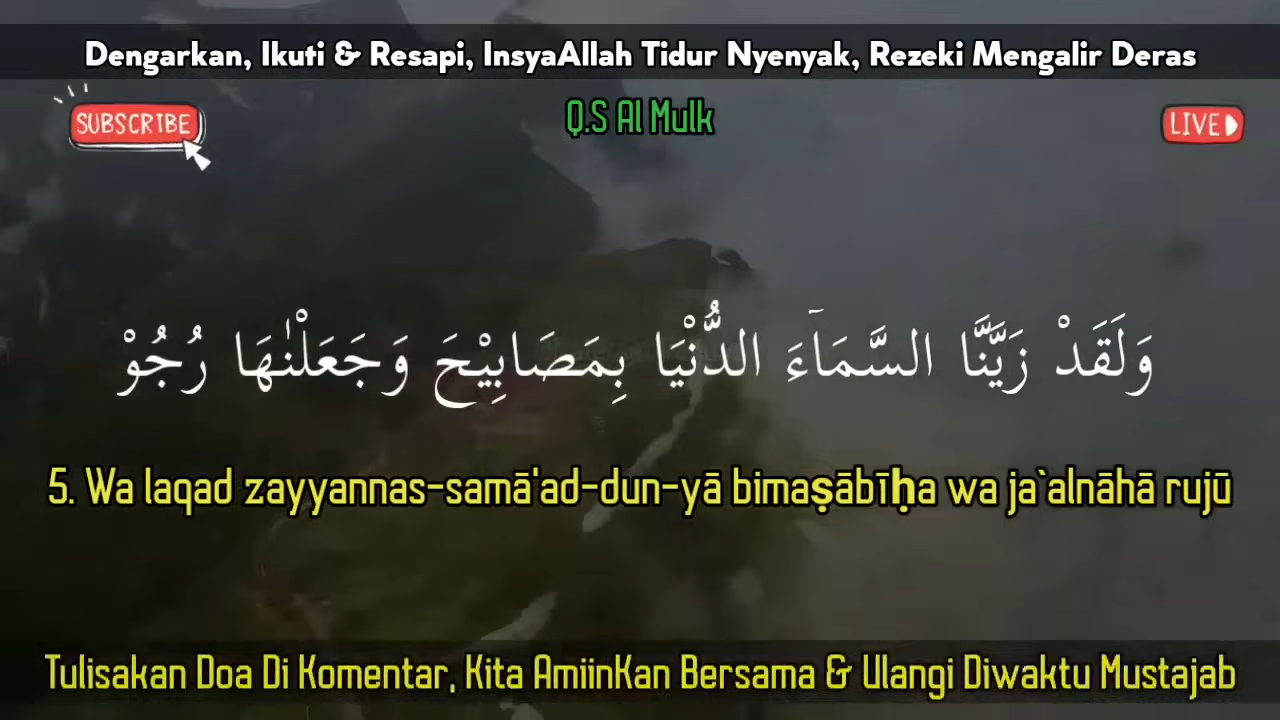 Dengarkan, Ikuti & Resapi, InsyaAllah Tidur Nyenyak, Rezeki Mengalir Deras
SUBSCRIBE
Q.S Al Mulk
LIVE
وَلَقَدْ زَيَّنَّا السَّمَاۤءَ الدُّنْيَا بِمَصَابِيْحَ وَجَعَلْنٰهَا رُجُوْ
5. Wa laqad zayyannas-samā'ad-dun-yā bimaṣābīḥa wa ja`alnāhā rujū
Tulisakan Doa Di Komentar, Kita AmiinKan Bersama & Ulangi Diwaktu Mustajab